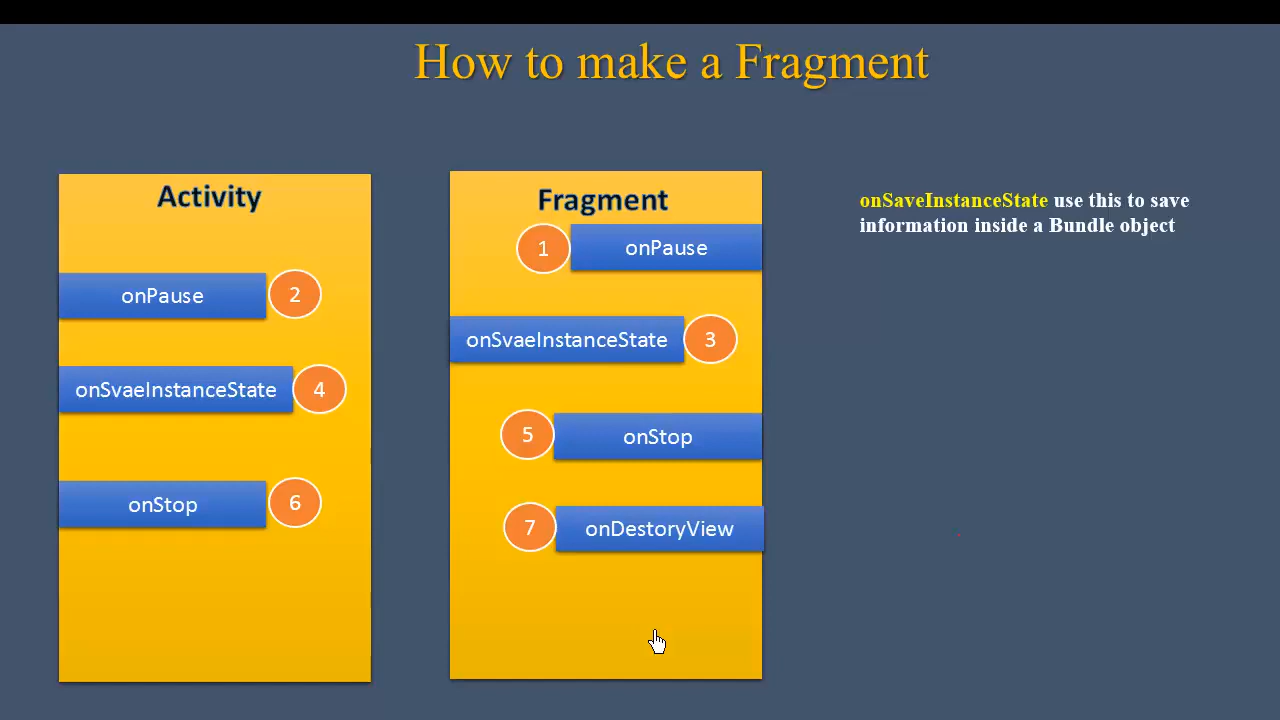 How to make a Fragment
Activity
onPause
2
onSvaeInstanceState
4
onStop
6
Fragment
1
onPause
onSvaeInstanceState
3
5
onStop
7
onDestoryView
onSaveInstanceState use this to save
information inside a Bundle object